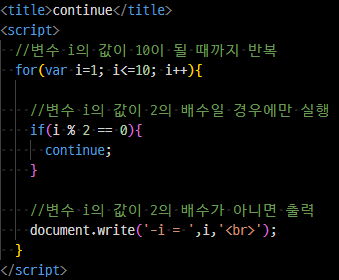 <title>continue</title>
<script>
//변수 i의 값이 10이 될 때까지 반복
for(var i=1; i<=10; i++){
//변수 i의 값이 2의 배수일 경우에만 실행
if(i % 2 == 0){
continue;
}
//변수 i의 값이 2의 배수가 아니면 출력
document.write('-i = ',i,'<br>');
}
</script>